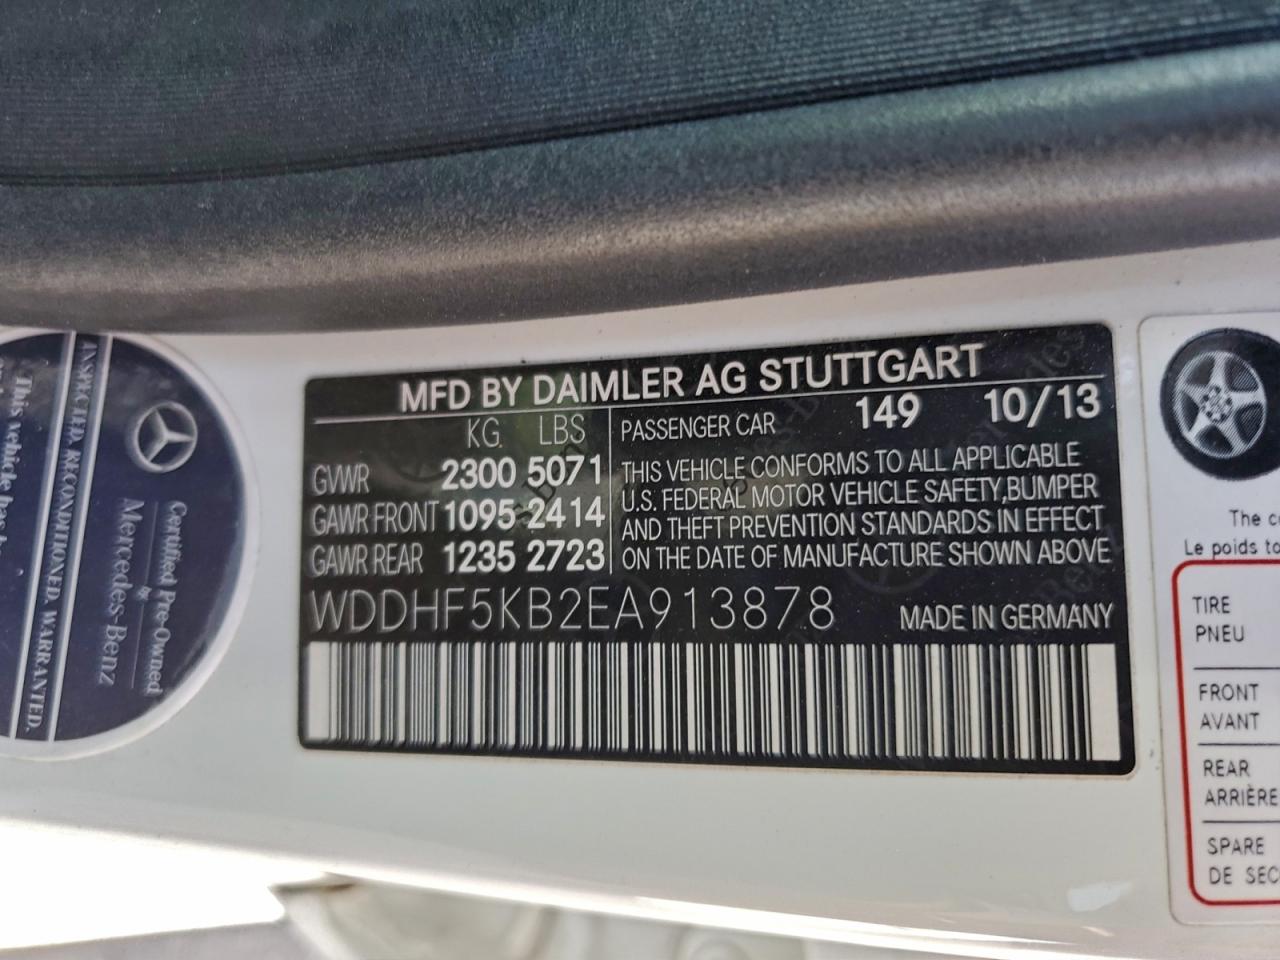 MFD BY DAIMLER AG STUTTGART
KG LBS
GVWR 2300 5071
GAWR FRONT 1095 2414
GAWR REAR 1235 2723
PASSENGER CAR 149 10/13
THIS VEHICLE CONFORMS TO ALL APPLICABLE
U.S. FEDERAL MOTOR VEHICLE SAFETY,BUMPER
AND THEFT PREVENTION STANDARDS IN EFFECT
ON THE DATE OF MANUFACTURE SHOWN ABOVE
WDDHF5KB2EA913878 MADE IN GERMANY
Certified Pre-Owned
Mercedes-Benz
INSPECTED. RECONDITIONED. WARRANTED.
This vehicle has
The
Le poids
TIRE
PNEU
FRONT
AVANT
REAR
ARRIÈRE
SPARE
DE